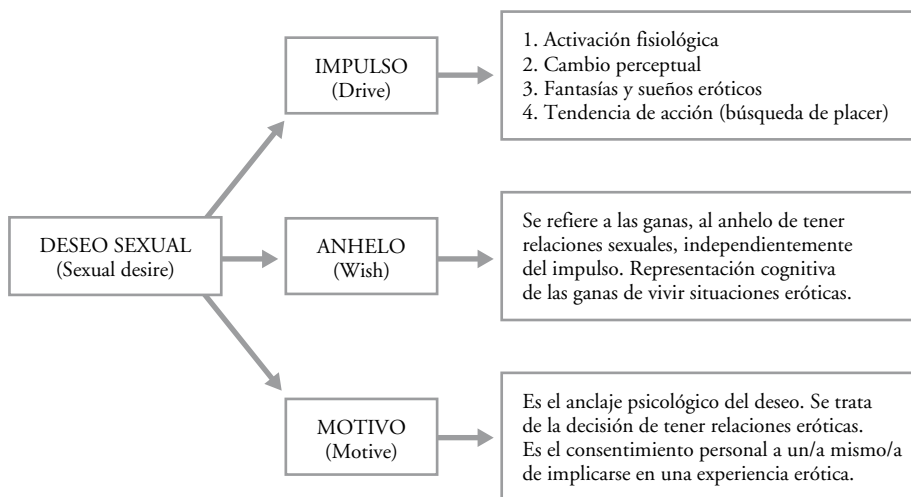 DESEO SEXUAL
(Sexual desire)
IMPULSO
(Drive)
1. Activación fisiológica
2. Cambio perceptual
3. Fantasías y sueños eróticos
4. Tendencia de acción (búsqueda de placer)
ANHELO
(Wish)
Se refiere a las ganas, al anhelo de tener
relaciones sexuales, independientemente
del impulso. Representación cognitiva
de las ganas de vivir situaciones eróticas.
MOTIVO
(Motive)
Es el anclaje psicológico del deseo. Se trata
de la decisión de tener relaciones eróticas.
Es el consentimiento personal a un/a mismo/a
de implicarse en una experiencia erótica.